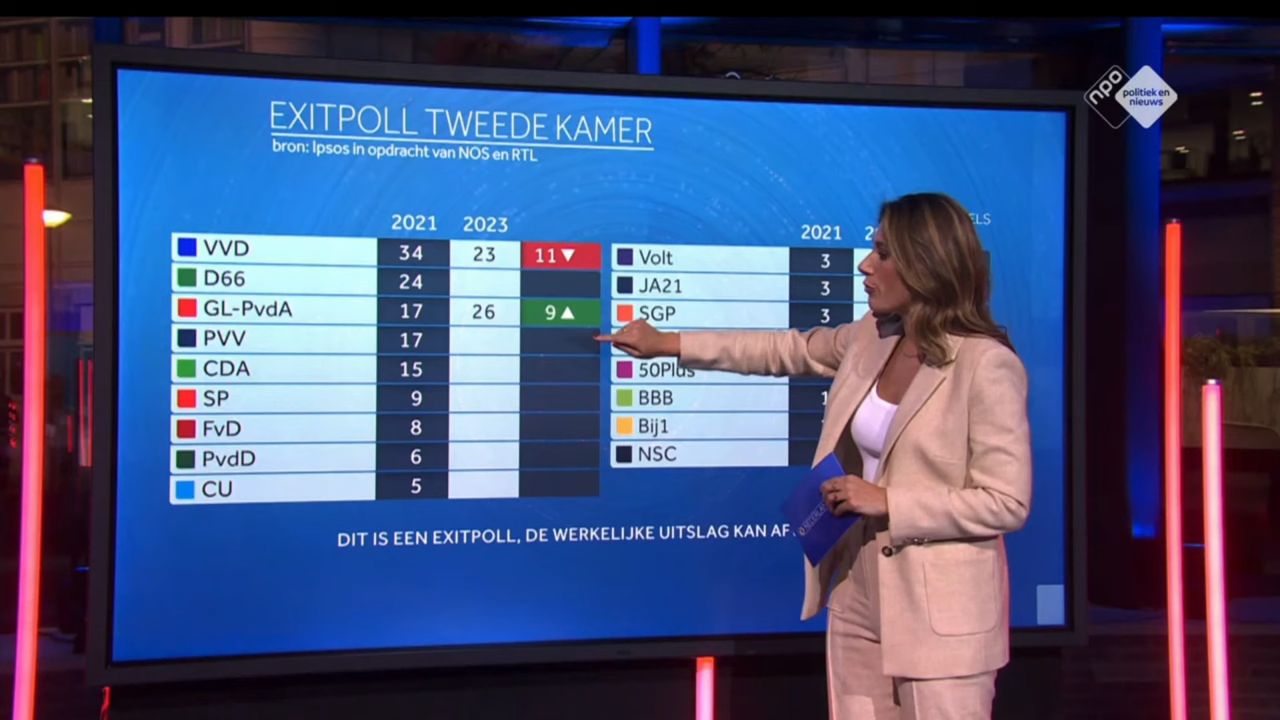 npo
politiek en
nieuws
EXITPOLL TWEEDE KAMER
bron: Ipsos in opdracht van NOS en RTL
2021 2023
VVD 34 23 11▼
D66 24
GL-PvdA 17 26 9▲
PVV 17
CDA 15
SP 9
FvD 8
PvdD 6
CU 5
2021
Volt 3
JA21 3
SGP 3
50Plus
BBB 1
Bij1
NSC
DIT IS EEN EXITPOLL, DE WERKELIJKE UITSLAG KAN